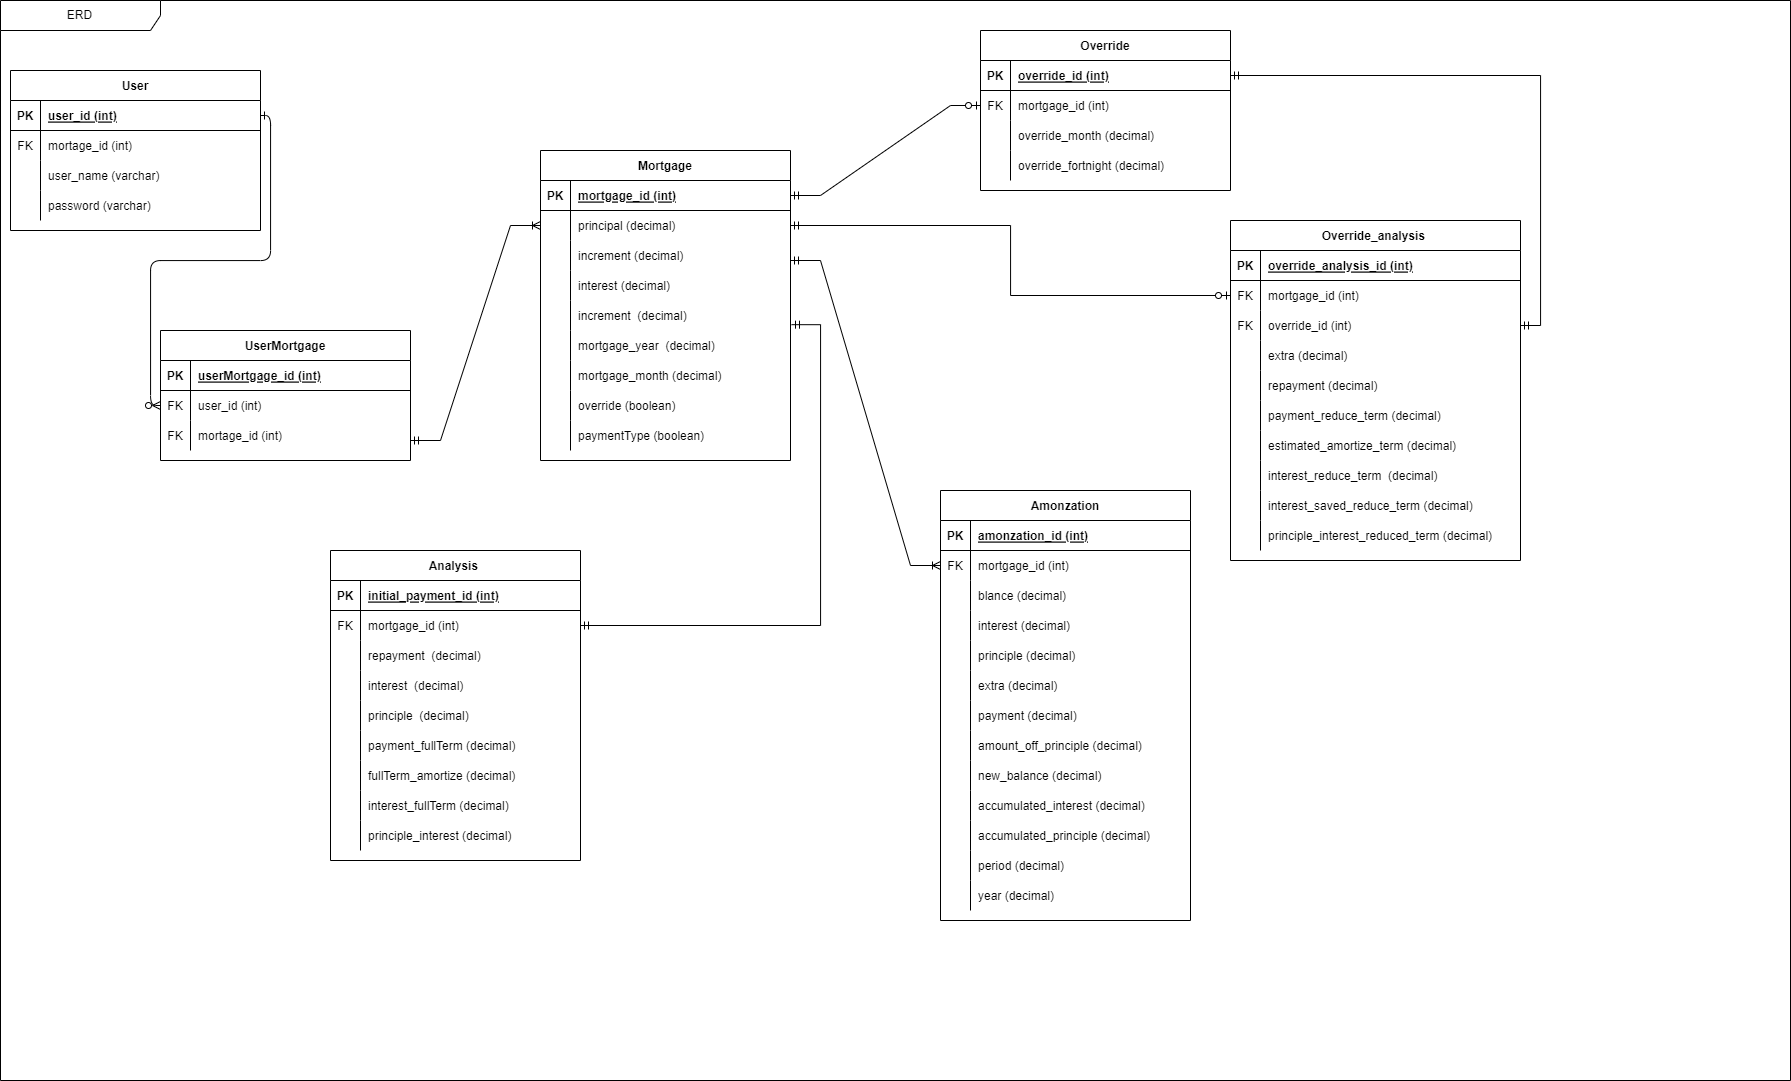 ERD
User
PK user_id (int)
FK mortage_id (int)
user_name (varchar)
password (varchar)
UserMortgage
PK userMortgage_id (int)
FK user_id (int)
FK mortage_id (int)
Mortgage
PK mortgage_id (int)
principal (decimal)
increment (decimal)
interest (decimal)
increment (decimal)
mortgage_year (decimal)
mortgage_month (decimal)
override (boolean)
paymentType (boolean)
Override
PK override_id (int)
FK mortgage_id (int)
override_month (decimal)
override_fortnight (decimal)
Override_analysis
PK override_analysis_id (int)
FK mortgage_id (int)
FK override_id (int)
extra (decimal)
repayment (decimal)
payment_reduce_term (decimal)
estimated_amortize_term (decimal)
interest_reduce_term (decimal)
interest_saved_reduce_term (decimal)
principle_interest_reduced_term (decimal)
Analysis
PK initial_payment_id (int)
FK mortgage_id (int)
repayment (decimal)
interest (decimal)
principle (decimal)
payment_fullTerm (decimal)
fullTerm_amortize (decimal)
interest_fullTerm (decimal)
principle_interest (decimal)
Amonzation
PK amonzation_id (int)
FK mortgage_id (int)
blance (decimal)
interest (decimal)
principle (decimal)
extra (decimal)
payment (decimal)
amount_off_principle (decimal)
new_balance (decimal)
accumulated_interest (decimal)
accumulated_principle (decimal)
period (decimal)
year (decimal)